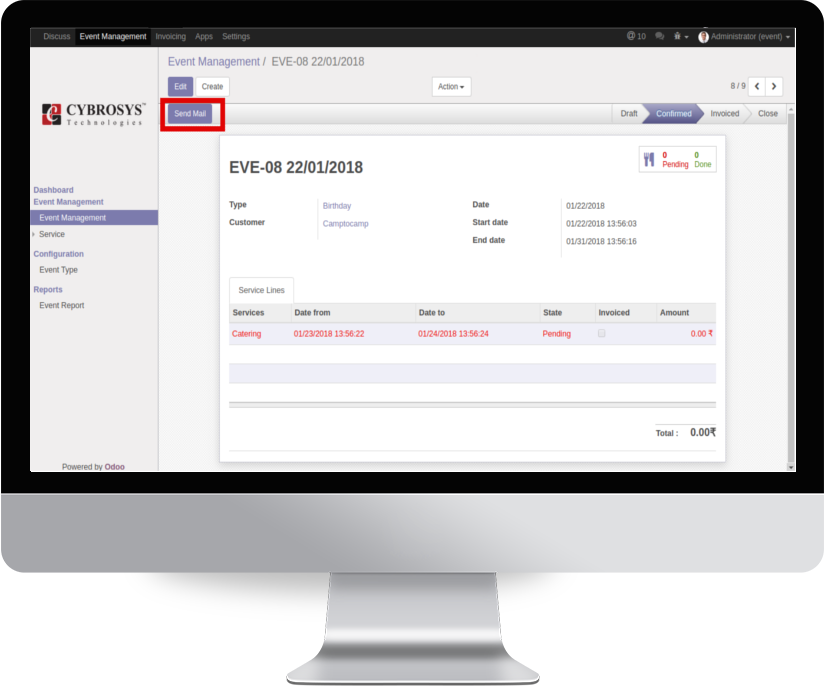 Discuss Event Management Invoicing Apps Settings @ 10 Administrator (event)
Event Management / EVE-08 22/01/2018
Edit Create Action 8 / 9
Send Mail Draft Confirmed Invoiced Close
CYBROSYS™
Technologies
Dashboard
Event Management
Event Management
Service
Configuration
Event Type
Reports
Event Report
Powered by Odoo
0 Pending 0 Done
EVE-08 22/01/2018
Type Birthday Date 01/22/2018
Customer Camptocamp Start date 01/22/2018 13:56:03
End date 01/31/2018 13:56:16
Service Lines
Services Date from Date to State Invoiced Amount
Catering 01/23/2018 13:56:22 01/24/2018 13:56:24 Pending 0.00 ₹
Total : 0.00₹